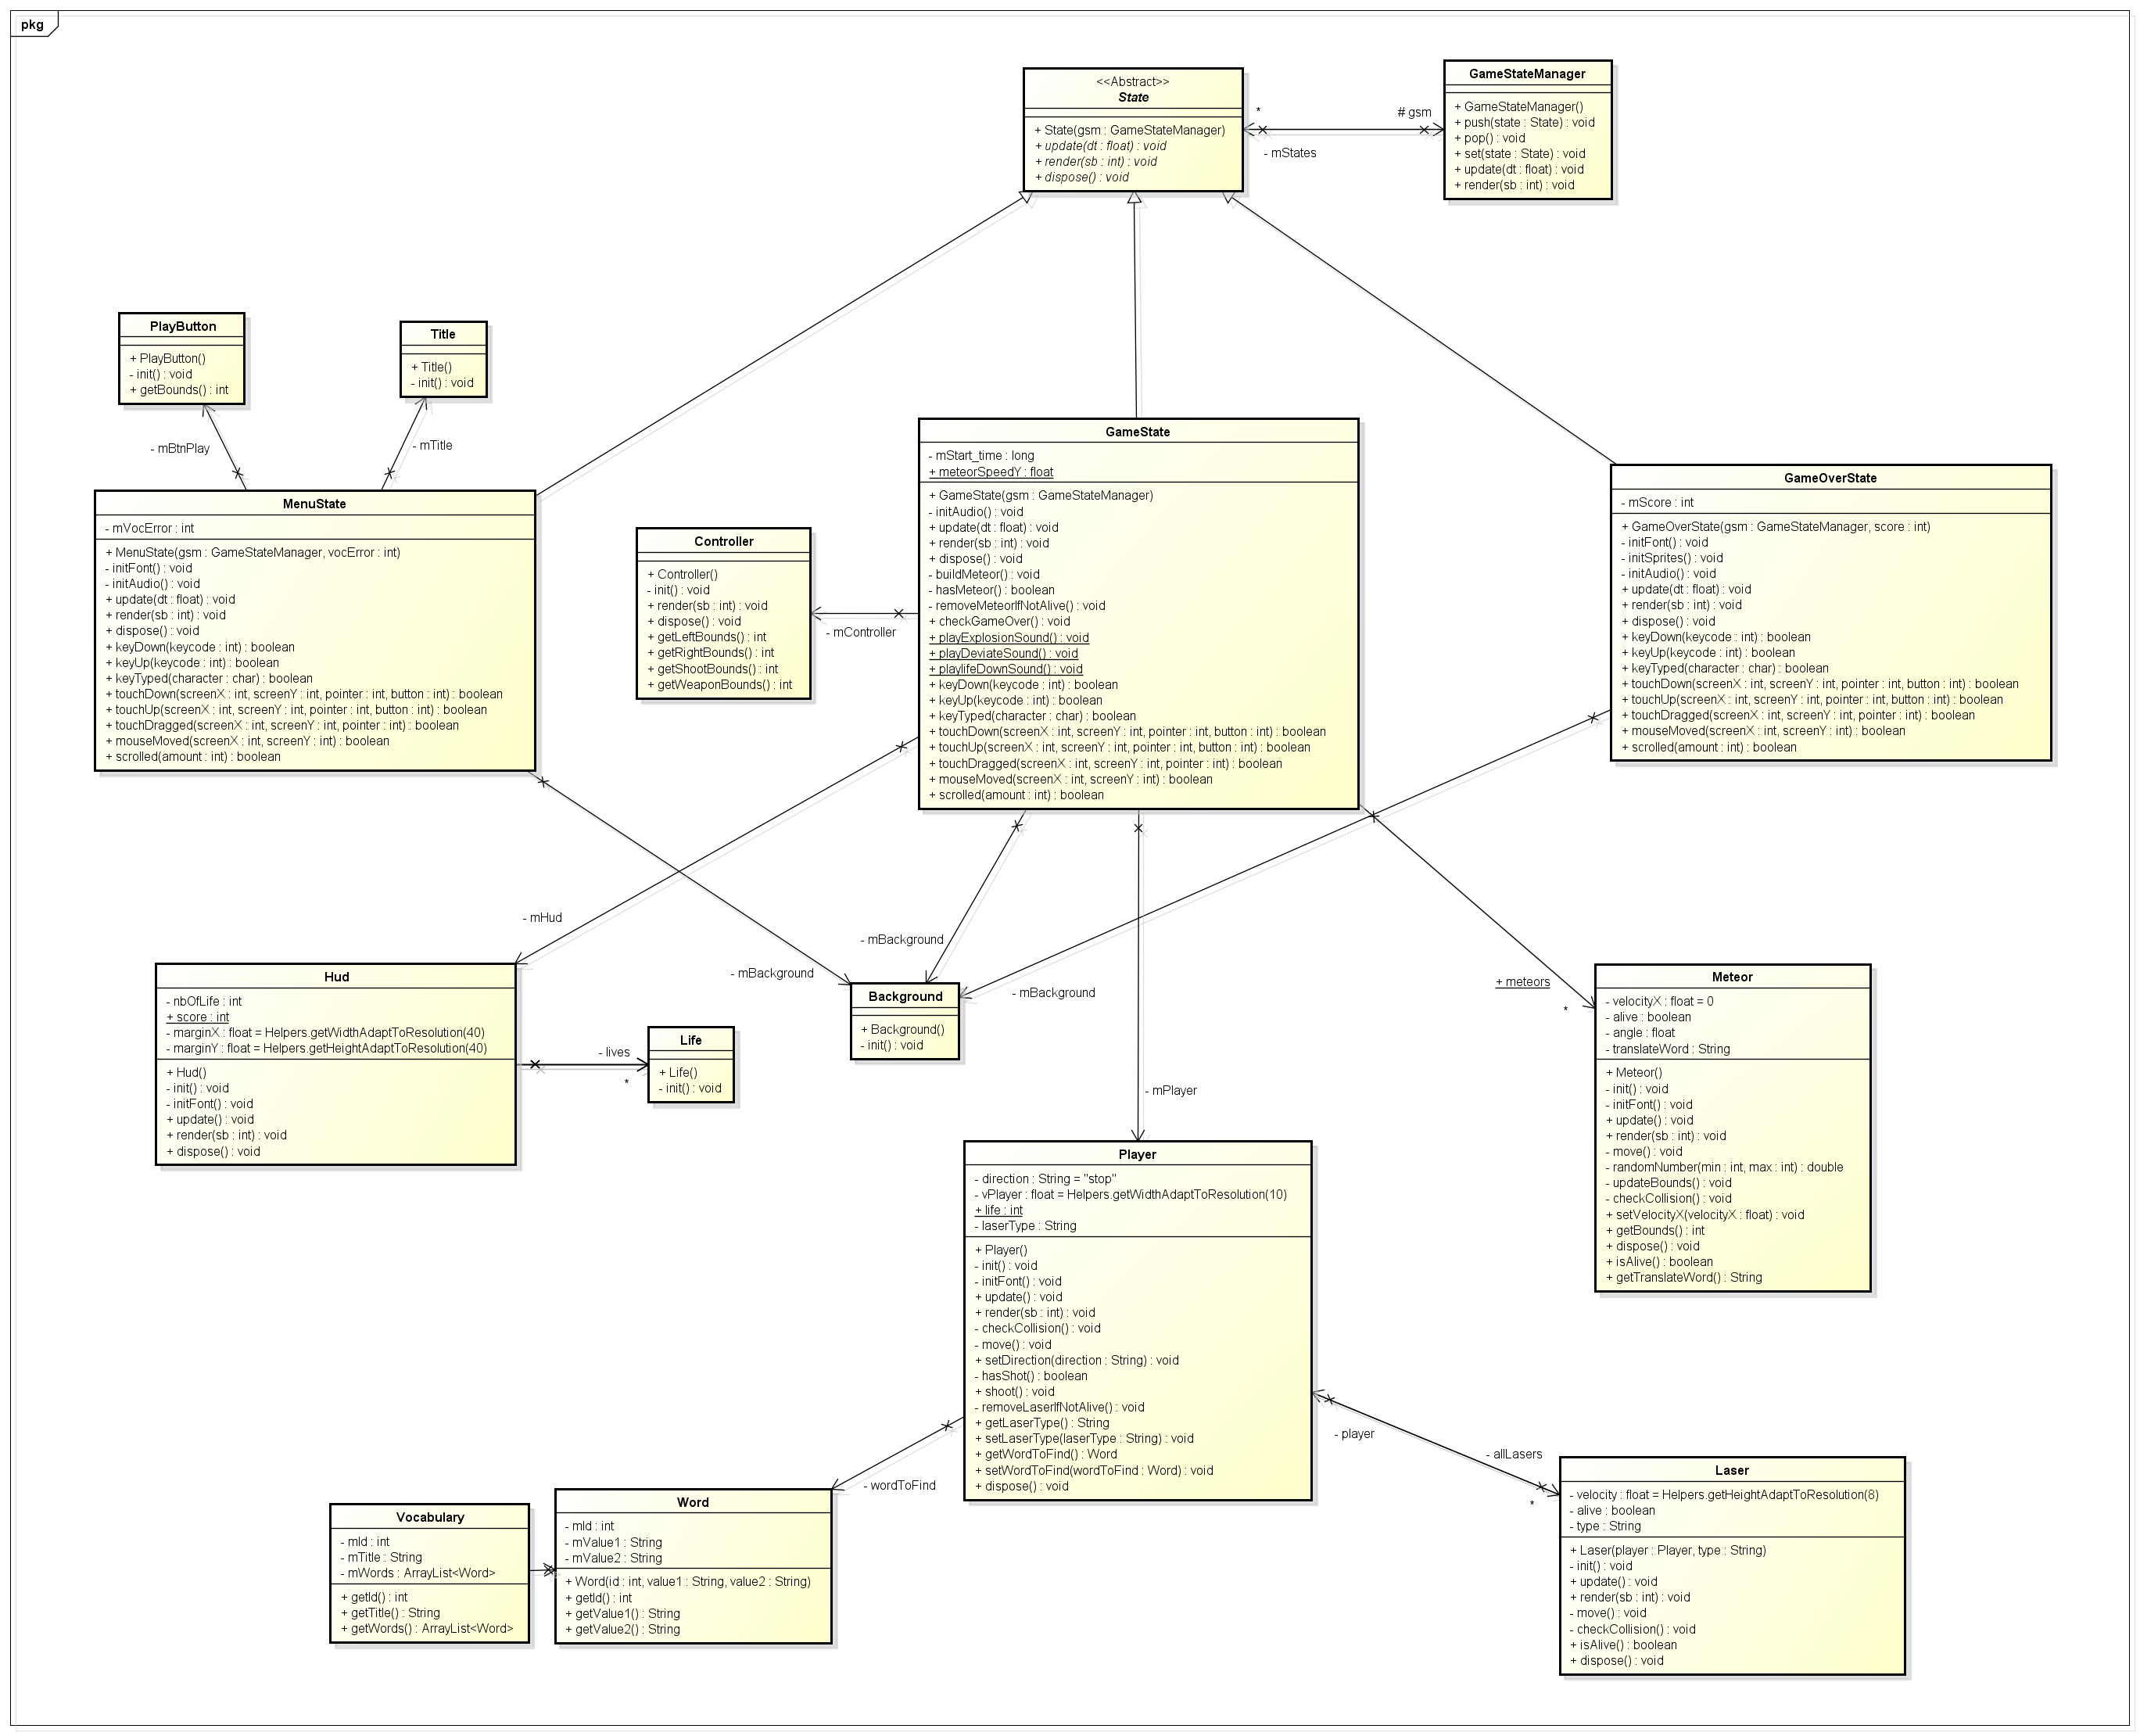 pkg
<<Abstract>>
State
+ State(gsm : GameStateManager)
+ update(dt : float) : void
+ render(sb : int) : void
+ dispose() : void
*
# gsm
- mStates
GameStateManager
+ GameStateManager()
+ push(state : State) : void
+ pop() : void
+ set(state : State) : void
+ update(dt : float) : void
+ render(sb : int) : void
PlayButton
+ PlayButton()
- init() : void
+ getBounds() : int
Title
+ Title()
- init() : void
- mBtnPlay
- mTitle
MenuState
- mVocError : int
+ MenuState(gsm : GameStateManager, vocError : int)
- initFont() : void
- initAudio() : void
+ update(dt : float) : void
+ render(sb : int) : void
+ dispose() : void
+ keyDown(keycode : int) : boolean
+ keyUp(keycode : int) : boolean
+ keyTyped(character : char) : boolean
+ touchDown(screenX : int, screenY : int, pointer : int, button : int) : boolean
+ touchUp(screenX : int, screenY : int, pointer : int, button : int) : boolean
+ touchDragged(screenX : int, screenY : int, pointer : int) : boolean
+ mouseMoved(screenX : int, screenY : int) : boolean
+ scrolled(amount : int) : boolean
Controller
+ Controller()
- init() : void
+ render(sb : int) : void
+ dispose() : void
+ getLeftBounds() : int
+ getRightBounds() : int
+ getShootBounds() : int
+ getWeaponBounds() : int
- mController
GameState
- mStart_time : long
+ meteorSpeedY : float
+ GameState(gsm : GameStateManager)
- initAudio() : void
+ update(dt : float) : void
+ render(sb : int) : void
+ dispose() : void
- buildMeteor() : void
- hasMeteor() : boolean
- removeMeteorIfNotAlive() : void
+ checkGameOver() : void
+ playExplosionSound() : void
+ playDeviateSound() : void
+ playlifeDownSound() : void
+ keyDown(keycode : int) : boolean
+ keyUp(keycode : int) : boolean
+ keyTyped(character : char) : boolean
+ touchDown(screenX : int, screenY : int, pointer : int, button : int) : boolean
+ touchUp(screenX : int, screenY : int, pointer : int, button : int) : boolean
+ touchDragged(screenX : int, screenY : int, pointer : int) : boolean
+ mouseMoved(screenX : int, screenY : int) : boolean
+ scrolled(amount : int) : boolean
GameOverState
- mScore : int
+ GameOverState(gsm : GameStateManager, score : int)
- initFont() : void
- initSprites() : void
- initAudio() : void
+ update(dt : float) : void
+ render(sb : int) : void
+ dispose() : void
+ keyDown(keycode : int) : boolean
+ keyUp(keycode : int) : boolean
+ keyTyped(character : char) : boolean
+ touchDown(screenX : int, screenY : int, pointer : int, button : int) : boolean
+ touchUp(screenX : int, screenY : int, pointer : int, button : int) : boolean
+ touchDragged(screenX : int, screenY : int, pointer : int) : boolean
+ mouseMoved(screenX : int, screenY : int) : boolean
+ scrolled(amount : int) : boolean
- mHud
- mBackground
- mBackground
- mBackground
+ meteors
*
Hud
- nbOfLife : int
+ score : int
- marginX : float = Helpers.getWidthAdaptToResolution(40)
- marginY : float = Helpers.getHeightAdaptToResolution(40)
+ Hud()
- init() : void
- initFont() : void
+ update() : void
+ render(sb : int) : void
+ dispose() : void
- lives
*
Life
+ Life()
- init() : void
Background
+ Background()
- init() : void
Meteor
- velocityX : float = 0
- alive : boolean
- angle : float
- translateWord : String
+ Meteor()
- init() : void
- initFont() : void
+ update() : void
+ render(sb : int) : void
- move() : void
- randomNumber(min : int, max : int) : double
- updateBounds() : void
- checkCollision() : void
+ setVelocityX(velocityX : float) : void
+ getBounds() : int
+ dispose() : void
+ isAlive() : boolean
+ getTranslateWord() : String
- mPlayer
Player
- direction : String = "stop"
- vPlayer : float = Helpers.getWidthAdaptToResolution(10)
+ life : int
- laserType : String
+ Player()
- init() : void
- initFont() : void
+ update() : void
+ render(sb : int) : void
- checkCollision() : void
- move() : void
+ setDirection(direction : String) : void
- hasShot() : boolean
+ shoot() : void
- removeLaserIfNotAlive() : void
+ getLaserType() : String
+ setLaserType(laserType : String) : void
+ getWordToFind() : Word
+ setWordToFind(wordToFind : Word) : void
+ dispose() : void
- player
- allLasers
*
- wordToFind
Vocabulary
- mId : int
- mTitle : String
- mWords : ArrayList<Word>
+ getId() : int
+ getTitle() : String
+ getWords() : ArrayList<Word>
Word
- mId : int
- mValue1 : String
- mValue2 : String
+ Word(id : int, value1 : String, value2 : String)
+ getId() : int
+ getValue1() : String
+ getValue2() : String
Laser
- velocity : float = Helpers.getHeightAdaptToResolution(8)
- alive : boolean
- type : String
+ Laser(player : Player, type : String)
- init() : void
+ update() : void
+ render(sb : int) : void
- move() : void
- checkCollision() : void
+ isAlive() : boolean
+ dispose() : void